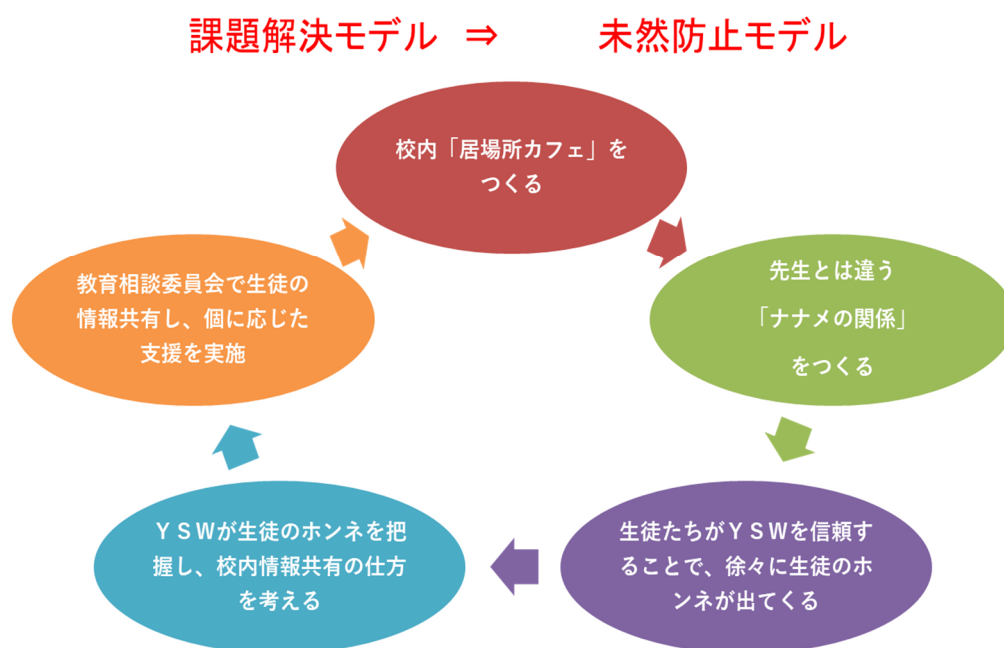 課題解決モデル ⇒ 未然防止モデル
校内「居場所カフェ」を
つくる
先生とは違う
「ナナメの関係」
をつくる
生徒たちがＹＳＷを信頼す
ることで、徐々に生徒のホ
ンネが出てくる
ＹＳＷが生徒のホンネを把
握し、校内情報共有の仕方
を考える
教育相談委員会で生徒の
情報共有し、個に応じた
支援を実施